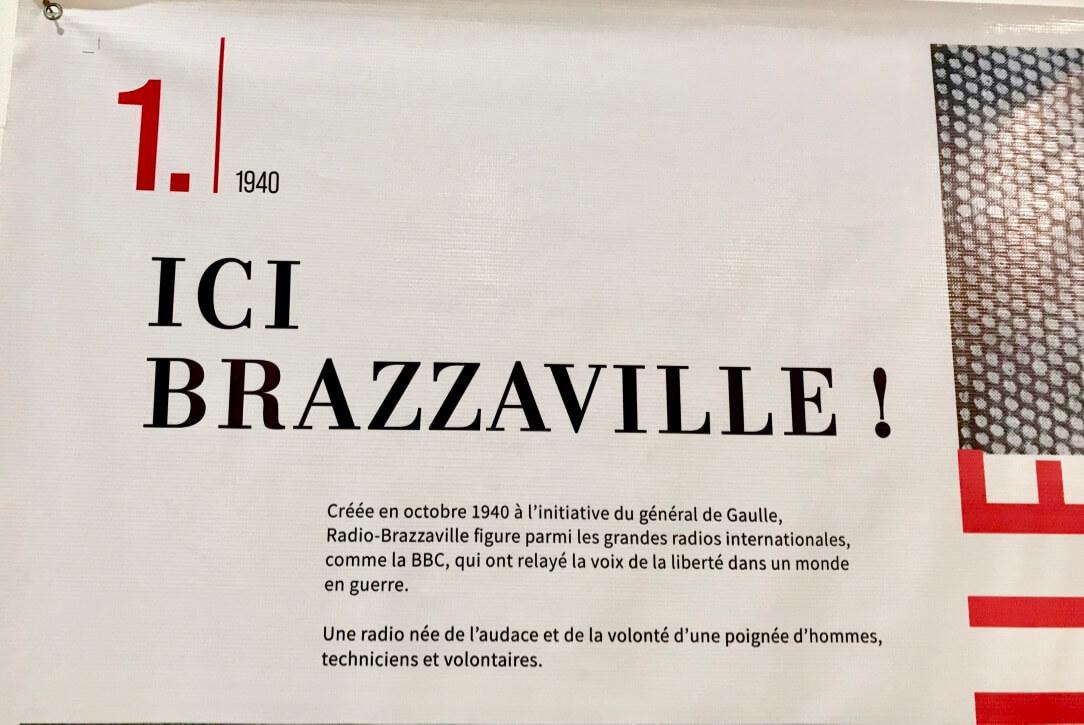 1.
1940
ICI
BRAZZAVILLE !
Créée en octobre 1940 à l'initiative du général de Gaulle,
Radio-Brazzaville figure parmi les grandes radios internationales,
comme la BBC, qui ont relayé la voix de la liberté dans un monde
en guerre.
Une radio née de l'audace et de la volonté d'une poignée d'hommes,
techniciens et volontaires.